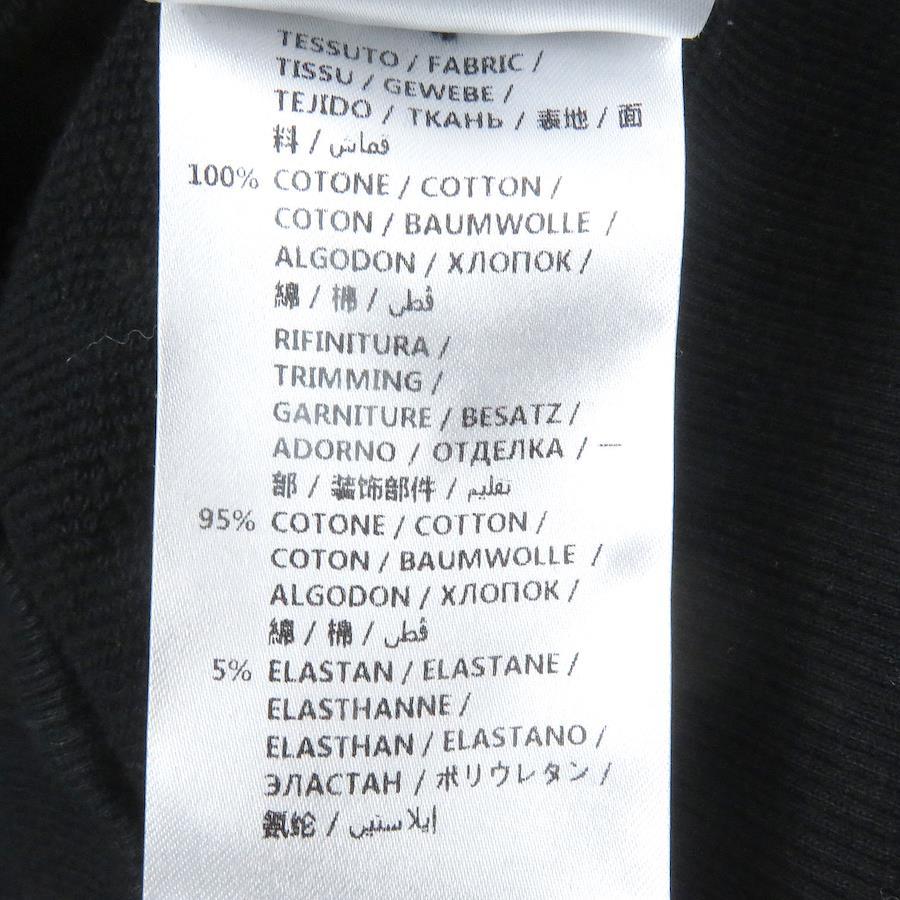 TESSUTO / FABRIC /
TISSU / GEWEBE /
TEJIDO / ТКАНЬ / 表地 / 面
料 / قماش
100% COTONE / COTTON /
COTON / BAUMWOLLE /
ALGODON / ХЛОПОК /
綿 / 棉 / قطن
RIFINITURA /
TRIMMING /
GARNITURE / BESATZ /
ADORNO / ОТДЕЛКА / 一
部 / 装饰部件 / تقليم
95% COTONE / COTTON /
COTON / BAUMWOLLE /
ALGODON / ХЛОПОК /
綿 / 棉 / قطن
5% ELASTAN / ELASTANE /
ELASTHANNE /
ELASTHAN / ELASTANO /
ЭЛАСТАН / ポリウレタン /
氨纶 / إيلاستين